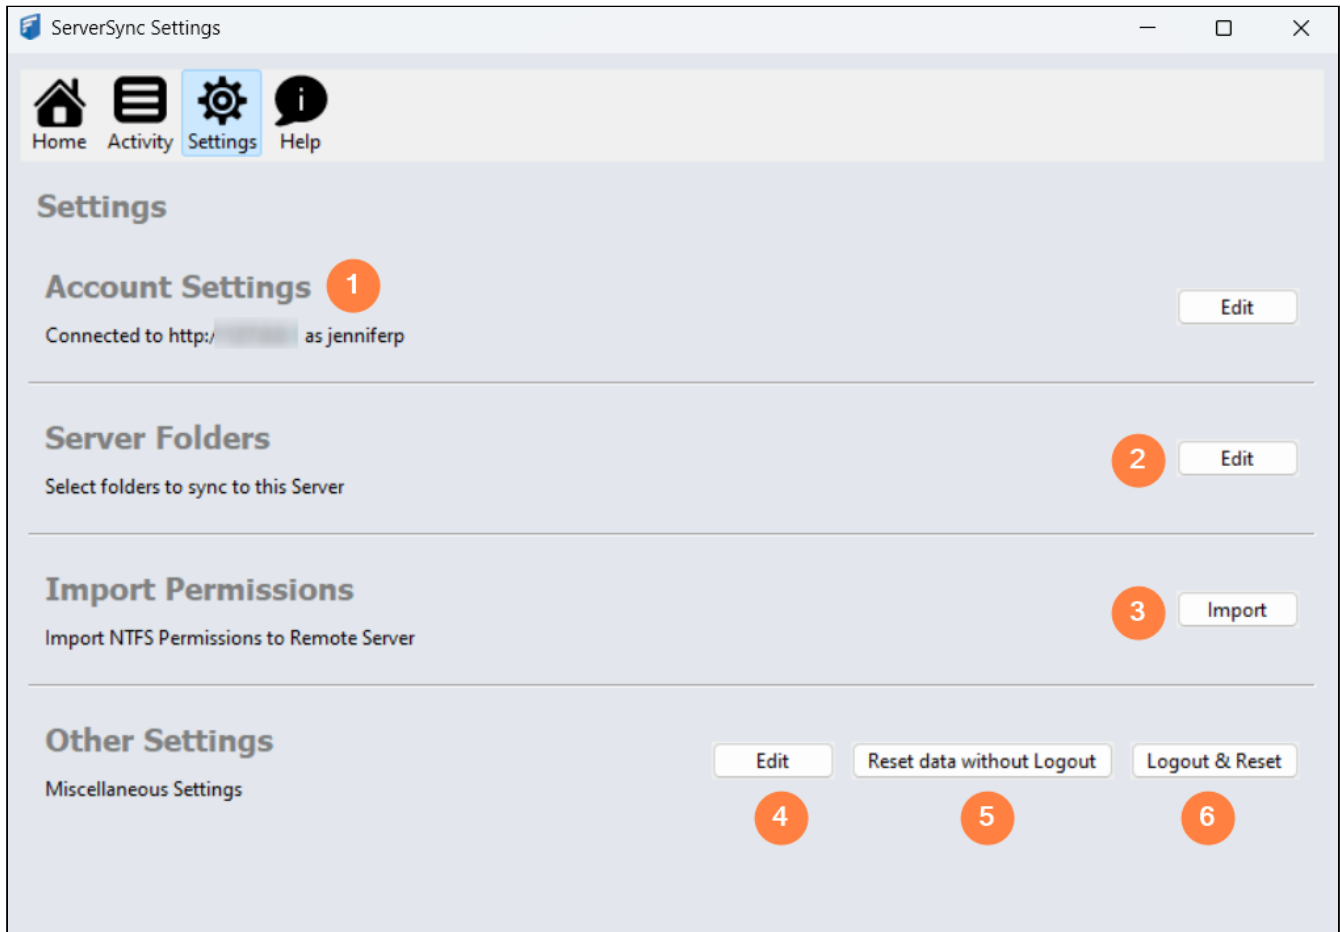 ServerSync Settings
Home Activity Settings Help
Settings
Account Settings 1
Edit
Connected to http:/ as jenniferp
Server Folders
2 Edit
Select folders to sync to this Server
Import Permissions
3 Import
Import NTFS Permissions to Remote Server
Other Settings
Edit Reset data without Logout Logout & Reset
Miscellaneous Settings
4 5 6